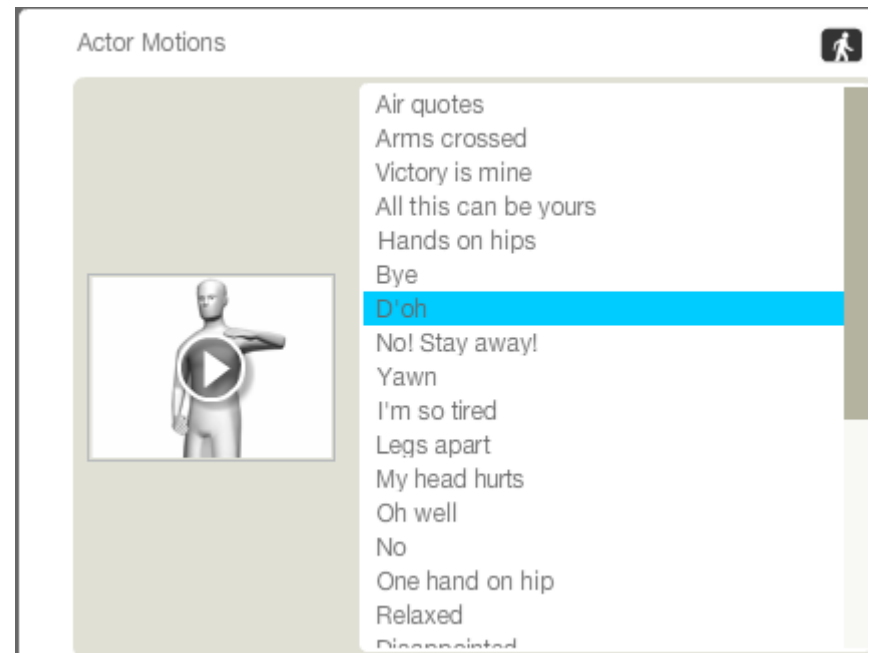 Actor Motions
Air quotes
Arms crossed
Victory is mine
All this can be yours
Hands on hips
Bye
D'oh
No! Stay away!
Yawn
I'm so tired
Legs apart
My head hurts
Oh well
No
One hand on hip
Relaxed
Disappointed